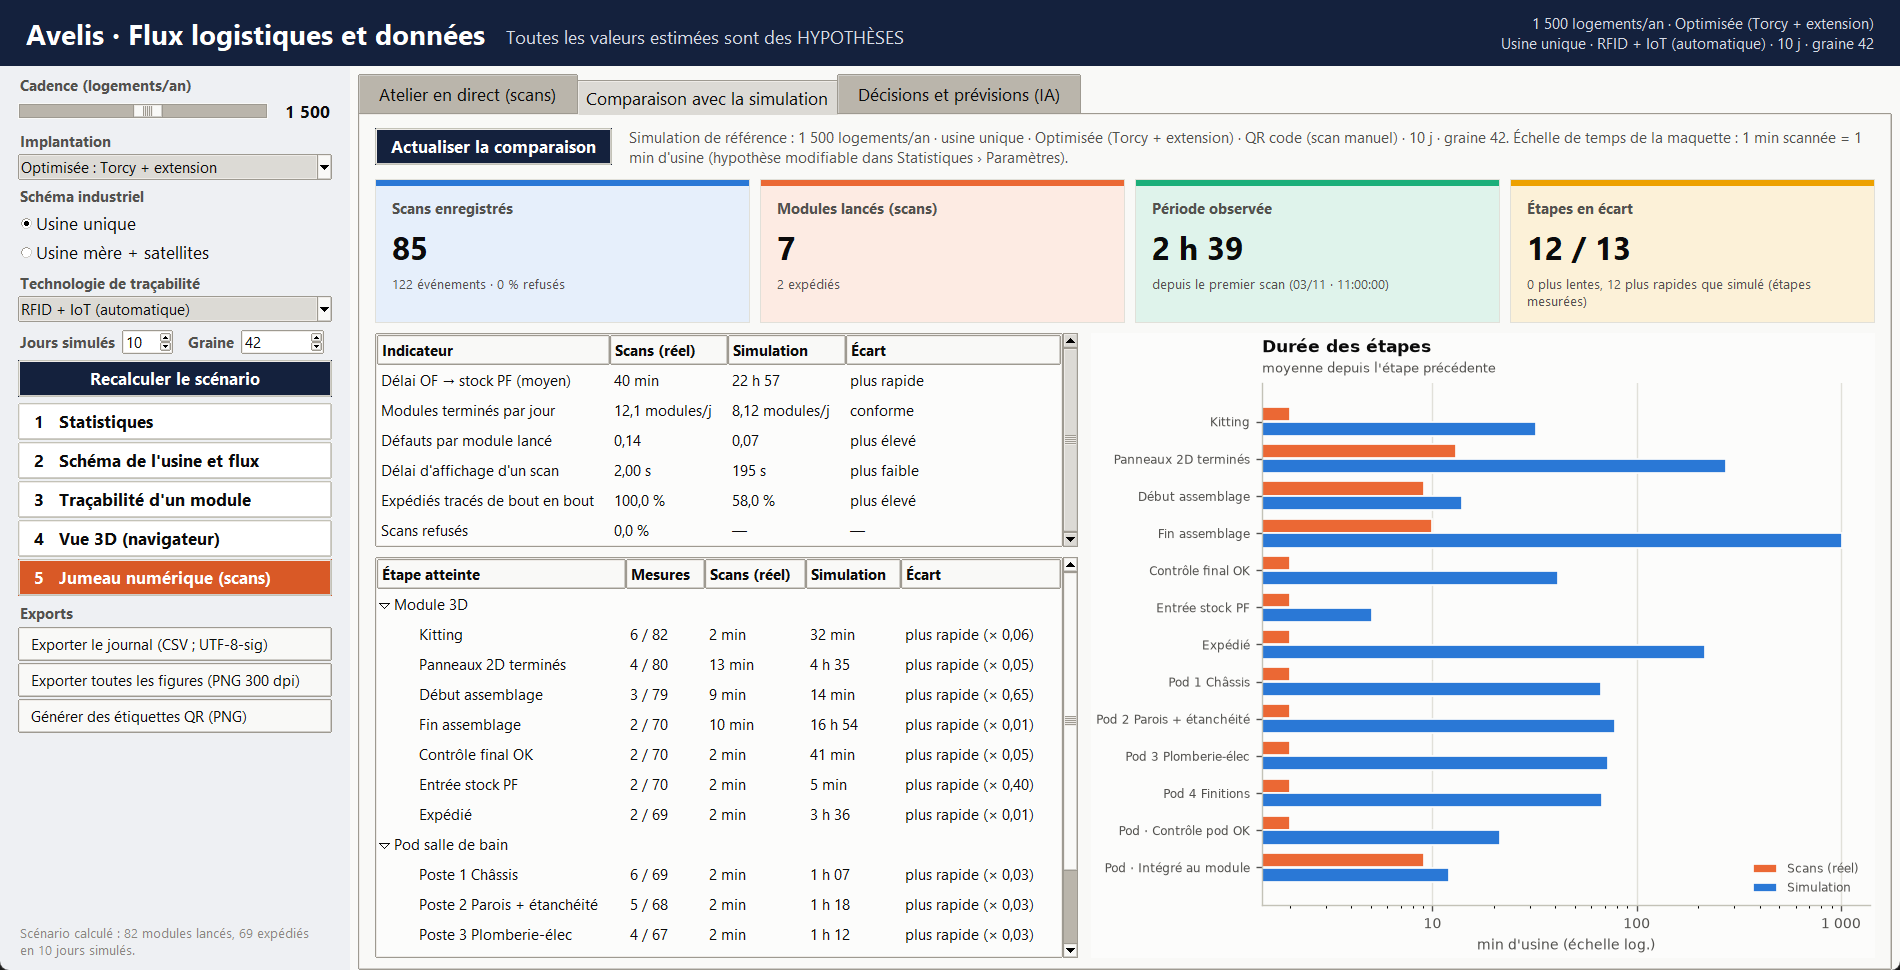 Avelis · Flux logistiques et données
Toutes les valeurs estimées sont des HYPOTHÈSES
1 500 logements/an · Optimisée (Torcy + extension)
Usine unique · RFID + IoT (automatique) · 10 j · graine 42
Cadence (logements/an)
1 500
Implantation
Optimisée : Torcy + extension
Schéma industriel
Usine unique
Usine mère + satellites
Technologie de traçabilité
RFID + IoT (automatique)
Jours simulés 10 Graine 42
Recalculer le scénario
1 Statistiques
2 Schéma de l'usine et flux
3 Traçabilité d'un module
4 Vue 3D (navigateur)
5 Jumeau numérique (scans)
Exports
Exporter le journal (CSV ; UTF-8-sig)
Exporter toutes les figures (PNG 300 dpi)
Générer des étiquettes QR (PNG)
Scénario calculé : 82 modules lancés, 69 expédiés
en 10 jours simulés.
Atelier en direct (scans)
Comparaison avec la simulation
Décisions et prévisions (IA)
Actualiser la comparaison
Simulation de référence : 1 500 logements/an · usine unique · Optimisée (Torcy + extension) · QR code (scan manuel) · 10 j · graine 42. Échelle de temps de la maquette : 1 min scannée = 1
min d'usine (hypothèse modifiable dans Statistiques › Paramètres).
Scans enregistrés
85
122 événements · 0 % refusés
Modules lancés (scans)
7
2 expédiés
Période observée
2 h 39
depuis le premier scan (03/11 · 11:00:00)
Étapes en écart
12 / 13
0 plus lentes, 12 plus rapides que simulé (étapes
mesurées)
Indicateur Scans (réel) Simulation Écart
Délai OF → stock PF (moyen) 40 min 22 h 57 plus rapide
Modules terminés par jour 12,1 modules/j 8,12 modules/j conforme
Défauts par module lancé 0,14 0,07 plus élevé
Délai d'affichage d'un scan 2,00 s 195 s plus faible
Expédiés tracés de bout en bout 100,0 % 58,0 % plus élevé
Scans refusés 0,0 % — —
Étape atteinte Mesures Scans (réel) Simulation Écart
Module 3D
Kitting 6 / 82 2 min 32 min plus rapide (× 0,06)
Panneaux 2D terminés 4 / 80 13 min 4 h 35 plus rapide (× 0,05)
Début assemblage 3 / 79 9 min 14 min plus rapide (× 0,65)
Fin assemblage 2 / 70 10 min 16 h 54 plus rapide (× 0,01)
Contrôle final OK 2 / 70 2 min 41 min plus rapide (× 0,05)
Entrée stock PF 2 / 70 2 min 5 min plus rapide (× 0,40)
Expédié 2 / 69 2 min 3 h 36 plus rapide (× 0,01)
Pod salle de bain
Poste 1 Châssis 6 / 69 2 min 1 h 07 plus rapide (× 0,03)
Poste 2 Parois + étanchéité 5 / 68 2 min 1 h 18 plus rapide (× 0,03)
Poste 3 Plomberie-élec 4 / 67 2 min 1 h 12 plus rapide (× 0,03)
Durée des étapes
moyenne depuis l'étape précédente
Kitting
Panneaux 2D terminés
Début assemblage
Fin assemblage
Contrôle final OK
Entrée stock PF
Expédié
Pod 1 Châssis
Pod 2 Parois + étanchéité
Pod 3 Plomberie-élec
Pod 4 Finitions
Pod · Contrôle pod OK
Pod · Intégré au module
Scans (réel)
Simulation
10 100 1 000
min d'usine (échelle log.)